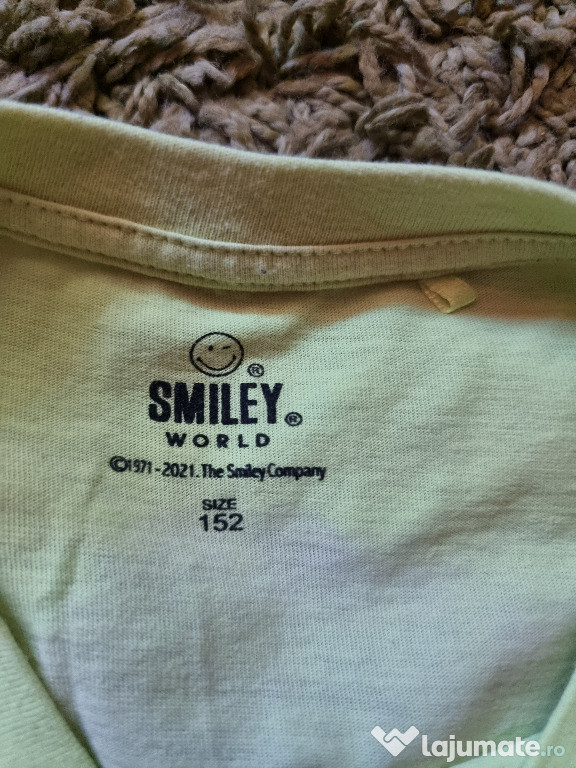 ®
SMILEY®
WORLD
©1971-2021. The Smiley Company
SIZE
152
lajumate.ro